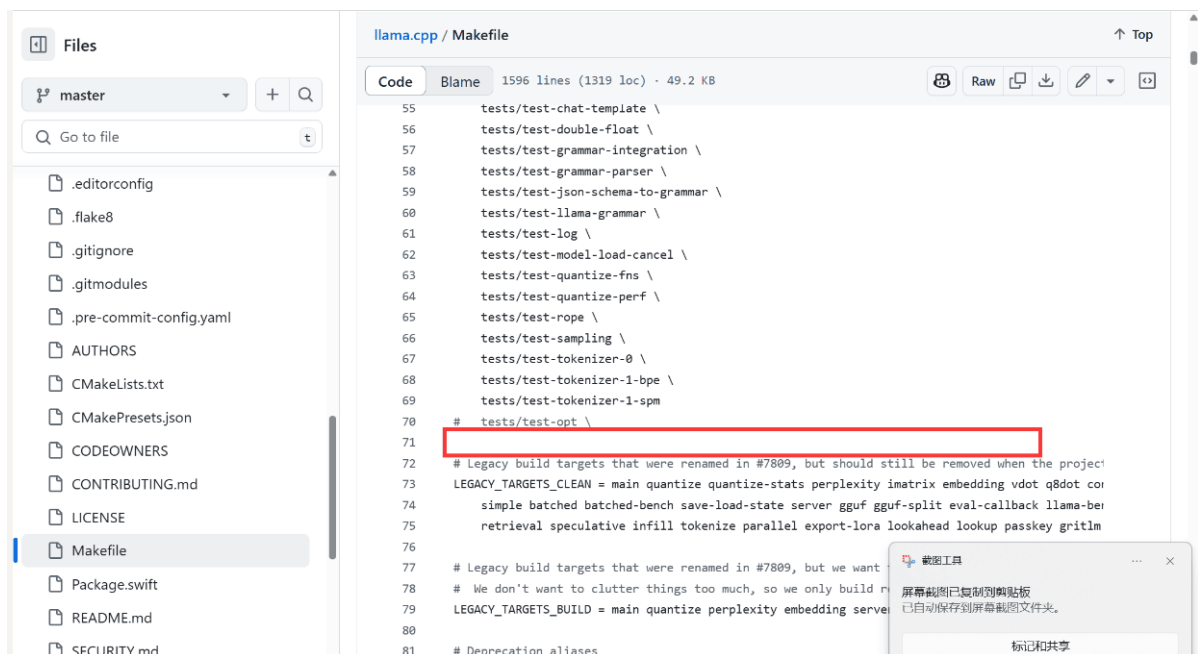 Files
master
Go to file
t
.editorconfig
.flake8
.gitignore
.gitmodules
.pre-commit-config.yaml
AUTHORS
CMakeLists.txt
CMakePresets.json
CODEOWNERS
CONTRIBUTING.md
LICENSE
Makefile
Package.swift
README.md
SECURITY.md
llama.cpp / Makefile
Top
Code Blame 1596 lines (1319 loc) · 49.2 KB
Raw
55 tests/test-chat-template \
56 tests/test-double-float \
57 tests/test-grammar-integration \
58 tests/test-grammar-parser \
59 tests/test-json-schema-to-grammar \
60 tests/test-llama-grammar \
61 tests/test-log \
62 tests/test-model-load-cancel \
63 tests/test-quantize-fns \
64 tests/test-quantize-perf \
65 tests/test-rope \
66 tests/test-sampling \
67 tests/test-tokenizer-0 \
68 tests/test-tokenizer-1-bpe \
69 tests/test-tokenizer-1-spm
70 # tests/test-opt \
71
72 # Legacy build targets that were renamed in #7809, but should still be removed when the project
73 LEGACY_TARGETS_CLEAN = main quantize quantize-stats perplexity imatrix embedding vdot q8dot
74 simple batched batched-bench save-load-state server gguf gguf-split eval-callback
75 retrieval speculative infill tokenize parallel export-lora lookahead lookup passkey gritlm
76
77 # Legacy build targets that were renamed in #7809, but we want
78 # We don't want to clutter things too much, so we only build
79 LEGACY_TARGETS_BUILD = main quantize perplexity embedding server
80
81 # Deprecation aliases
截图工具
屏幕截图已复制到剪贴板
已自动保存到屏幕截图文件夹。
标记和共享